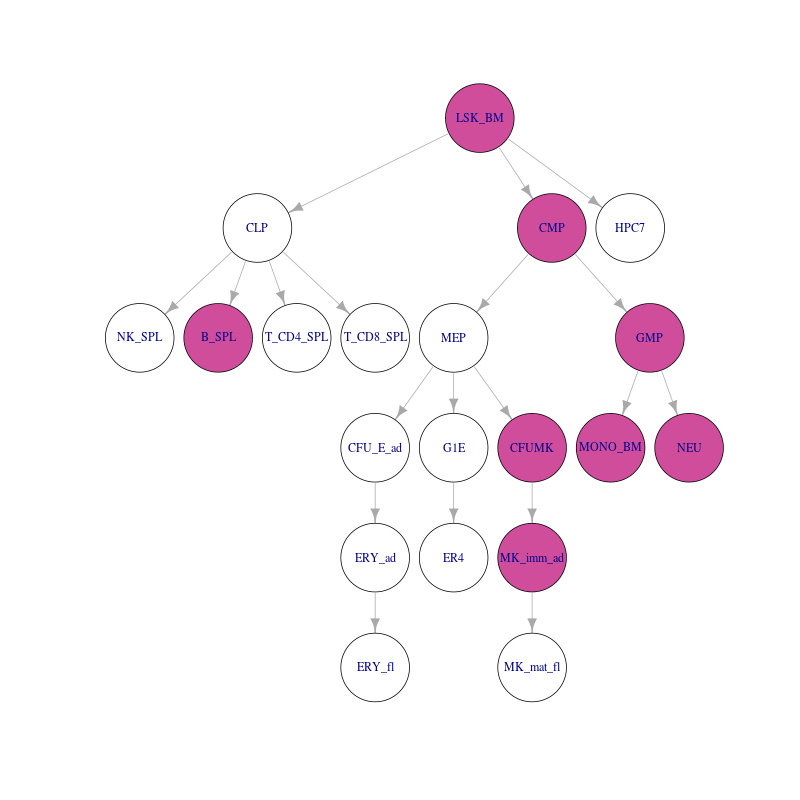 LSK_BM
CLP
CMP
HPC7
NK_SPL
B_SPL
T_CD4_SPL
T_CD8_SPL
MEP
GMP
CFU_E_ad
G1E
CFUMK
MONO_BM
NEU
ERY_ad
ER4
MK_imm_ad
ERY_fl
MK_mat_fl